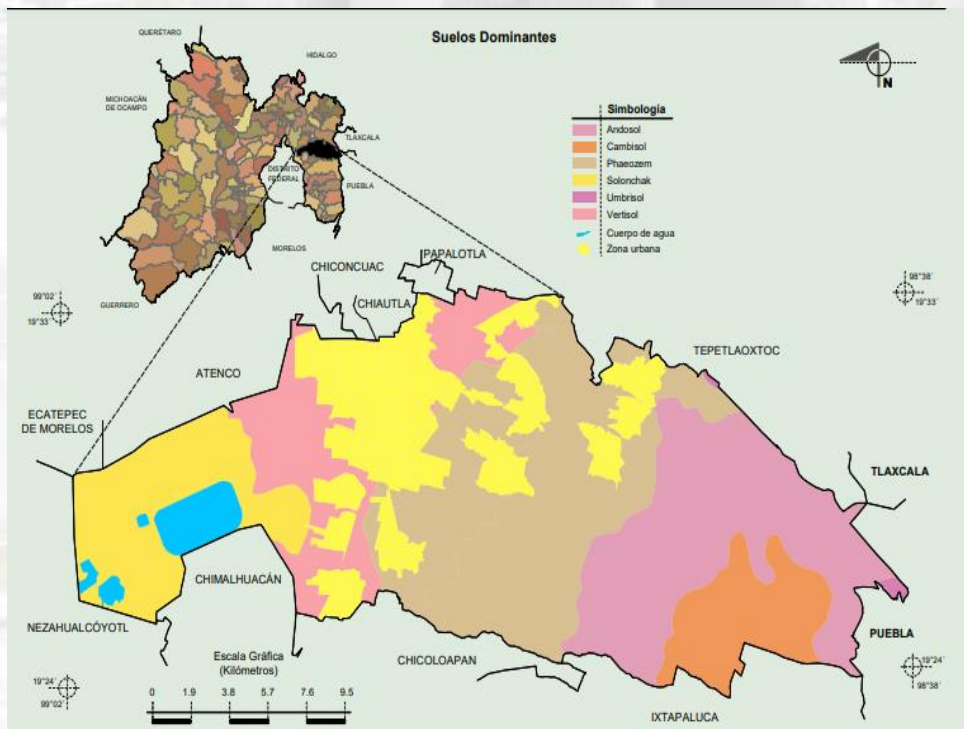 Suelos Dominantes
QUERÉTARO
HIDALGO
MICHOACÁN
DE OCAMPO
TLAXCALA
DISTRITO
FEDERAL
PUEBLA
MORELOS
GUERRERO
N
Simbología
Andosol
Cambisol
Phaeozem
Solonchak
Umbrisol
Vertisol
Cuerpo de agua
Zona urbana
PAPALOTLA
CHICONCUAC
CHIAUTLA
99°02´
19°33´
98°38´
19°33´
TEPETLAOXTOC
ATENCO
ECATEPEC
DE MORELOS
TLAXCALA
CHIMALHUACÁN
NEZAHUALCÓYOTL
PUEBLA
CHICOLOAPAN
IXTAPALUCA
Escala Gráfica
(Kilómetros)
0 1.9 3.8 5.7 7.6 9.5
19°24´
99°02´
19°24´
98°38´